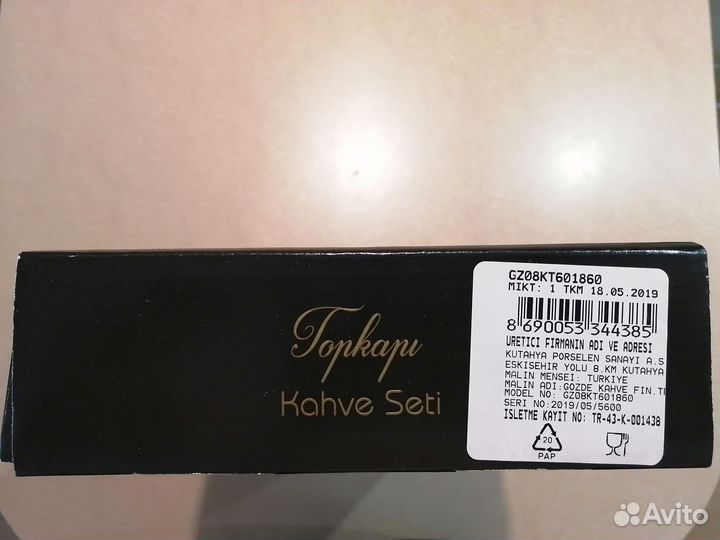 Topkapı
Kahve Seti
GZ08KT601860
MIKT: 1 TKM 18.05.2019
8 690053 344385
URETICI FIRMANIN ADI VE ADRESI
KUTAHYA PORSELEN SANAYI A.S
ESKISEHIR YOLU 8.KM KUTAHYA
MALIN MENSEI: TURKIYE
MALIN ADI:GOZDE KAHVE FIN.T
MODEL NO: GZ08KT601860
SERI NO:2019/05/5600
ISLETME KAYIT NO: TR-43-K-001438
20
PAP
Avito